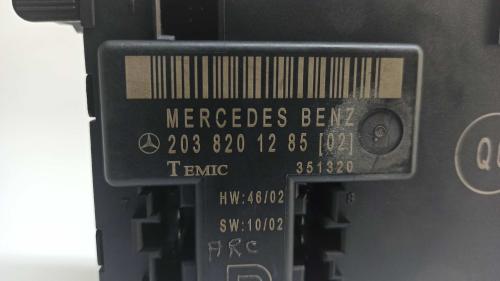 MERCEDES BENZ
203 820 12 85 [02]
TEMIC 351320
HW:46/02
SW:10/02
ARC